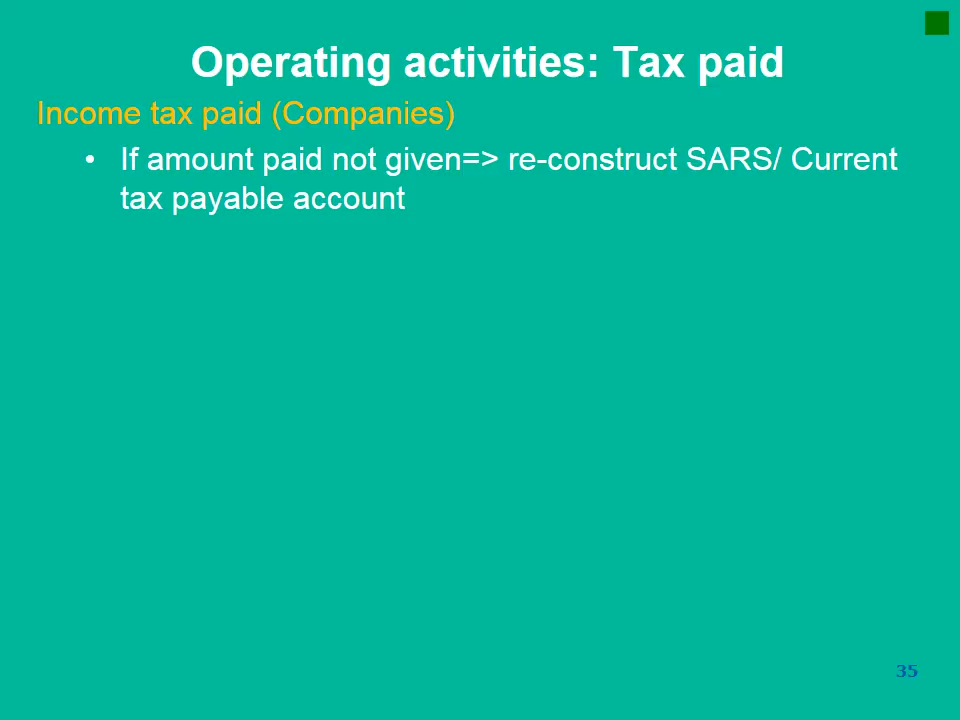 Operating activities: Tax paid
Income tax paid (Companies)
• If amount paid not given=> re-construct SARS/ Current
tax payable account
35